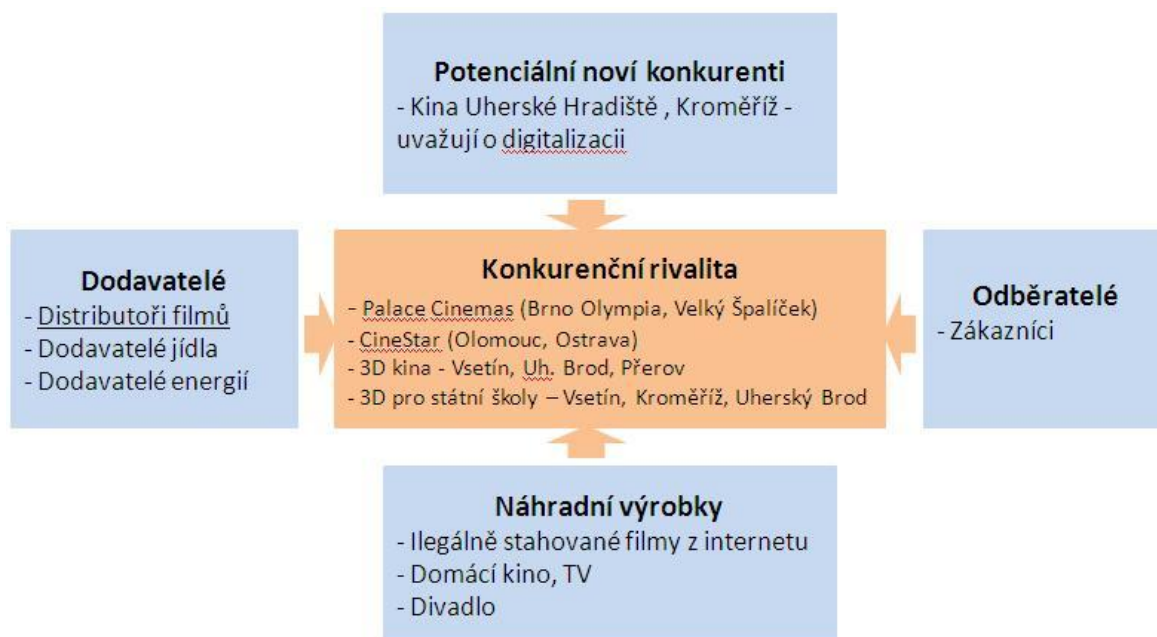 Potenciální noví konkurenti
- Kina Uherské Hradiště , Kroměříž -
uvažují o digitalizacii
Dodavatelé
- Distributoři filmů
- Dodavatelé jídla
- Dodavatelé energií
Konkurenční rivalita
- Palace Cinemas (Brno Olympia, Velký Špalíček)
- CineStar (Olomouc, Ostrava)
- 3D kina - Vsetín, Uh. Brod, Přerov
- 3D pro státní školy – Vsetín, Kroměříž, Uherský Brod
Odběratelé
- Zákazníci
Náhradní výrobky
- Ilegálně stahované filmy z internetu
- Domácí kino, TV
- Divadlo